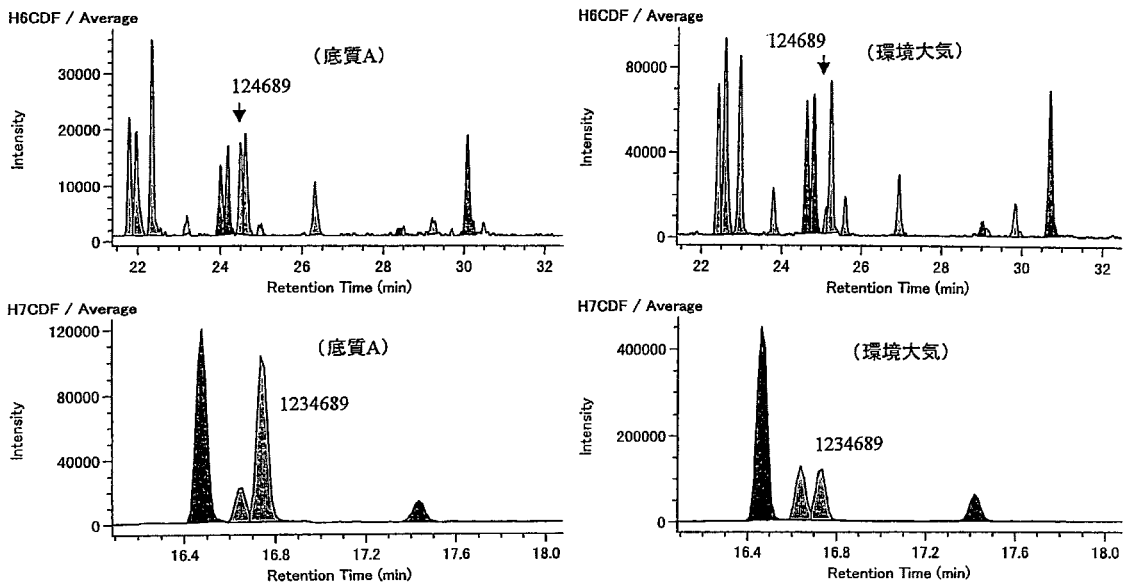 H6CDF / Average
(底質A)
124689
Intensity
30000
20000
10000
0
22 24 26 28 30 32
Retention Time (min)
H6CDF / Average
(環境大気)
124689
Intensity
80000
40000
0
22 24 26 28 30 32
Retention Time (min)
H7CDF / Average
(底質A)
1234689
Intensity
120000
80000
40000
0
16.4 16.8 17.2 17.6 18.0
Retention Time (min)
H7CDF / Average
(環境大気)
1234689
Intensity
400000
200000
0
16.4 16.8 17.2 17.6 18.0
Retention Time (min)